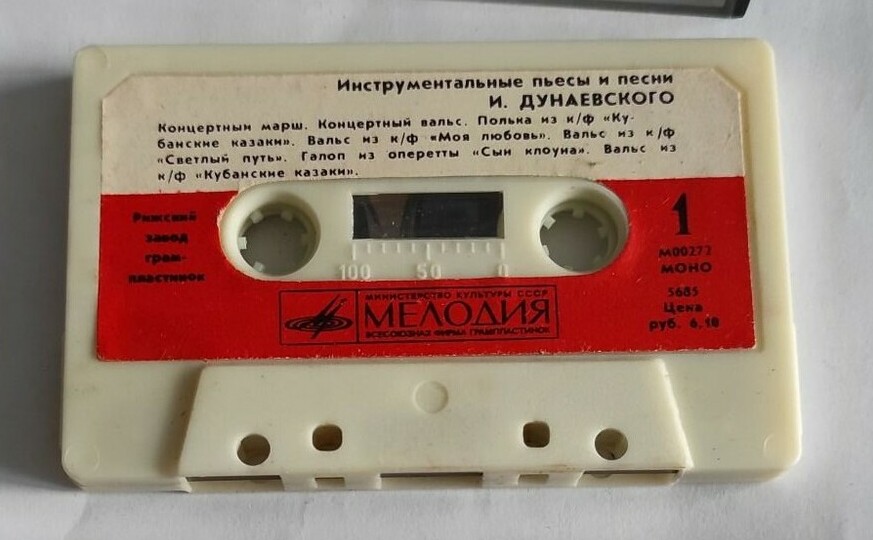 Инструментальные пьесы и песни
И. ДУНАЕВСКОГО
Концертный марш. Концертный вальс. Полька из к/ф «Ку-
банские казаки». Вальс из к/ф «Моя любовь». Вальс из к/ф
«Светлый путь». Галоп из оперетты «Сын клоуна». Вальс из
к/ф «Кубанские казаки».
Рижский
завод
грам-
пластинок
1
М00272
МОНО
5685
Цена
руб. 6.10
100 50 0
МИНИСТЕРСТВО КУЛЬТУРЫ СССР
МЕЛОДИЯ
ВСЕСОЮЗНАЯ ФИРМА ГРАМПЛАСТИНОК